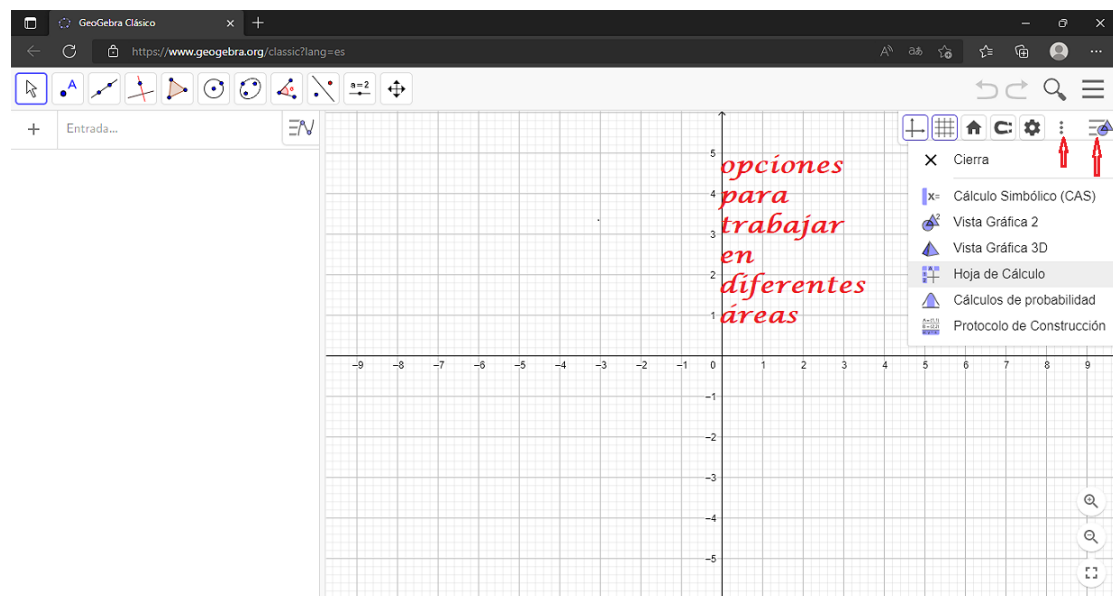 GeoGebra Clásico
https://www.geogebra.org/classic?lang=es
A
a=2
Entrada...
Cierra
x= Cálculo Simbólico (CAS)
2 Vista Gráfica 2
Vista Gráfica 3D
Hoja de Cálculo
Cálculos de probabilidad
Protocolo de Construcción
opciones
para
trabajar
en
diferentes
áreas
5
4
3
2
1
-9 -8 -7 -6 -5 -4 -3 -2 -1 0 1 2 3 4 5 6 7 8 9
-1
-2
-3
-4
-5